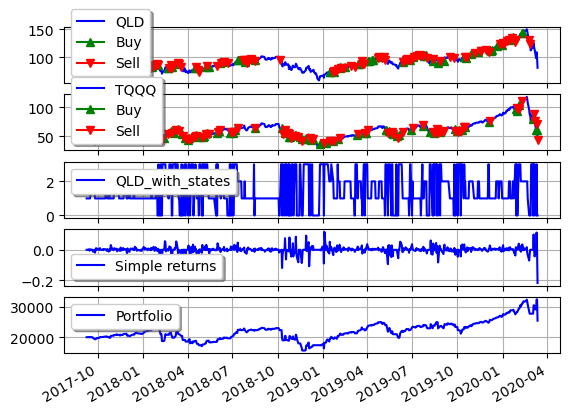 150
100
QLD
Buy
Sell
100
50
TQQQ
Buy
Sell
2
0
QLD_with_states
0.0
−0.2
Simple returns
30000
20000
Portfolio
2017-10 2018-01 2018-04 2018-07 2018-10 2019-01 2019-04 2019-07 2019-10 2020-01 2020-04